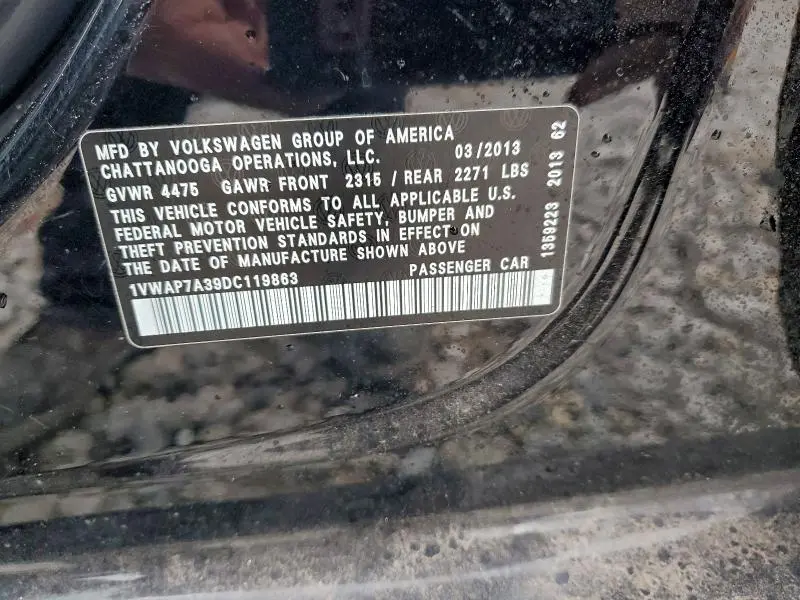 MFD BY VOLKSWAGEN GROUP OF AMERICA
CHATTANOOGA OPERATIONS, LLC. 03/2013
GVWR 4475 GAWR FRONT 2315 / REAR 2271 LBS
THIS VEHICLE CONFORMS TO ALL APPLICABLE U.S.
FEDERAL MOTOR VEHICLE SAFETY, BUMPER AND
THEFT PREVENTION STANDARDS IN EFFECT ON
THE DATE OF MANUFACTURE SHOWN ABOVE
1VWAP7A39DC119863 PASSENGER CAR
1359223 2013 62